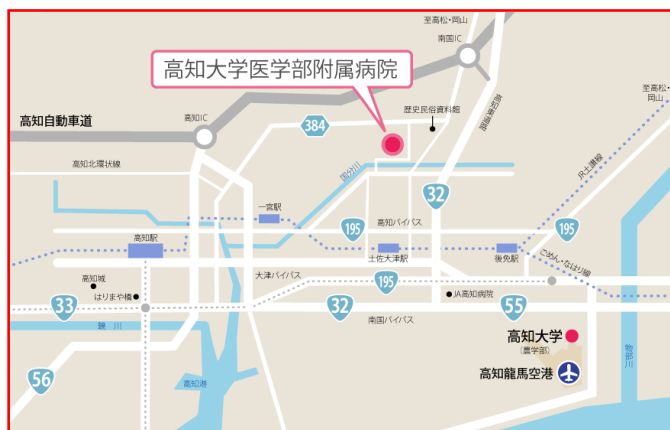 至高松・岡山
南国IC
高知大学医学部附属病院
至高松・
岡山
高知自動車道
高知IC
384
歴史民俗資料館
高知東道路
高知北環状線
国分川
JR土讃線
32
一宮駅
195
高知バイパス
195
高知駅
土佐大津駅
後免駅
ごめん・なはり線
高知城
大津バイパス
195
はりまや橋
JA高知病院
33
32
55
鏡川
南国バイパス
高知大学
(農学部)
物部川
56
高知港
高知龍馬空港